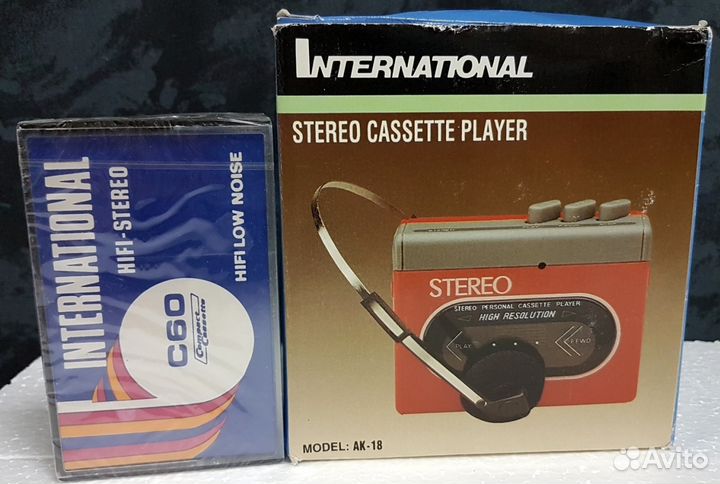 INTERNATIONAL
HIFI-STEREO
HIFI LOW NOISE
C60
Compact
Cassette
INTERNATIONAL
STEREO CASSETTE PLAYER
STEREO
STEREO PERSONAL CASSETTE PLAYER
HIGH RESOLUTION
PLAY
F.FWD
MODEL: AK-18
Avito